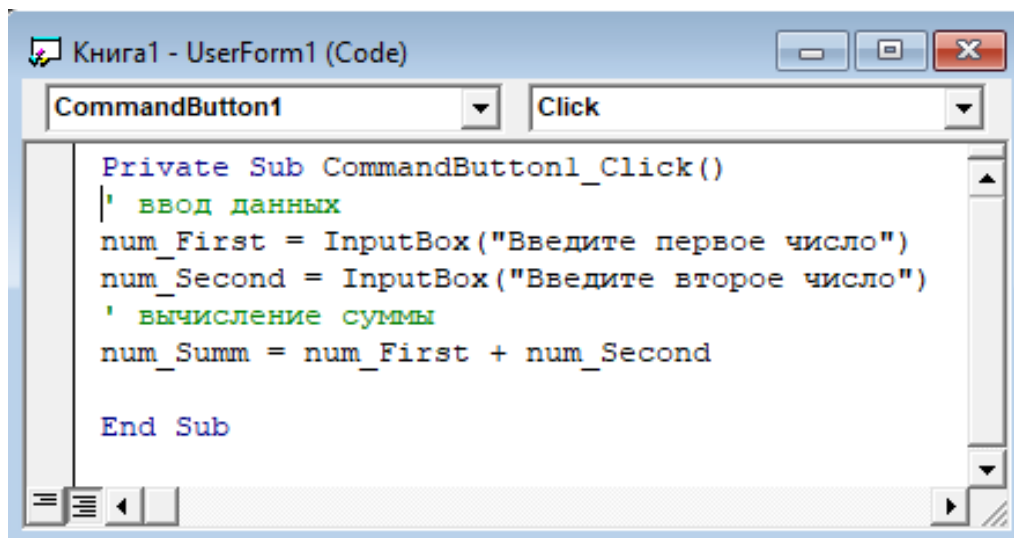 Книга1 - UserForm1 (Code)
CommandButton1 Click
Private Sub CommandButton1_Click()
' ввод данных
num_First = InputBox("Введите первое число")
num_Second = InputBox("Введите второе число")
' вычисление суммы
num_Summ = num_First + num_Second
End Sub